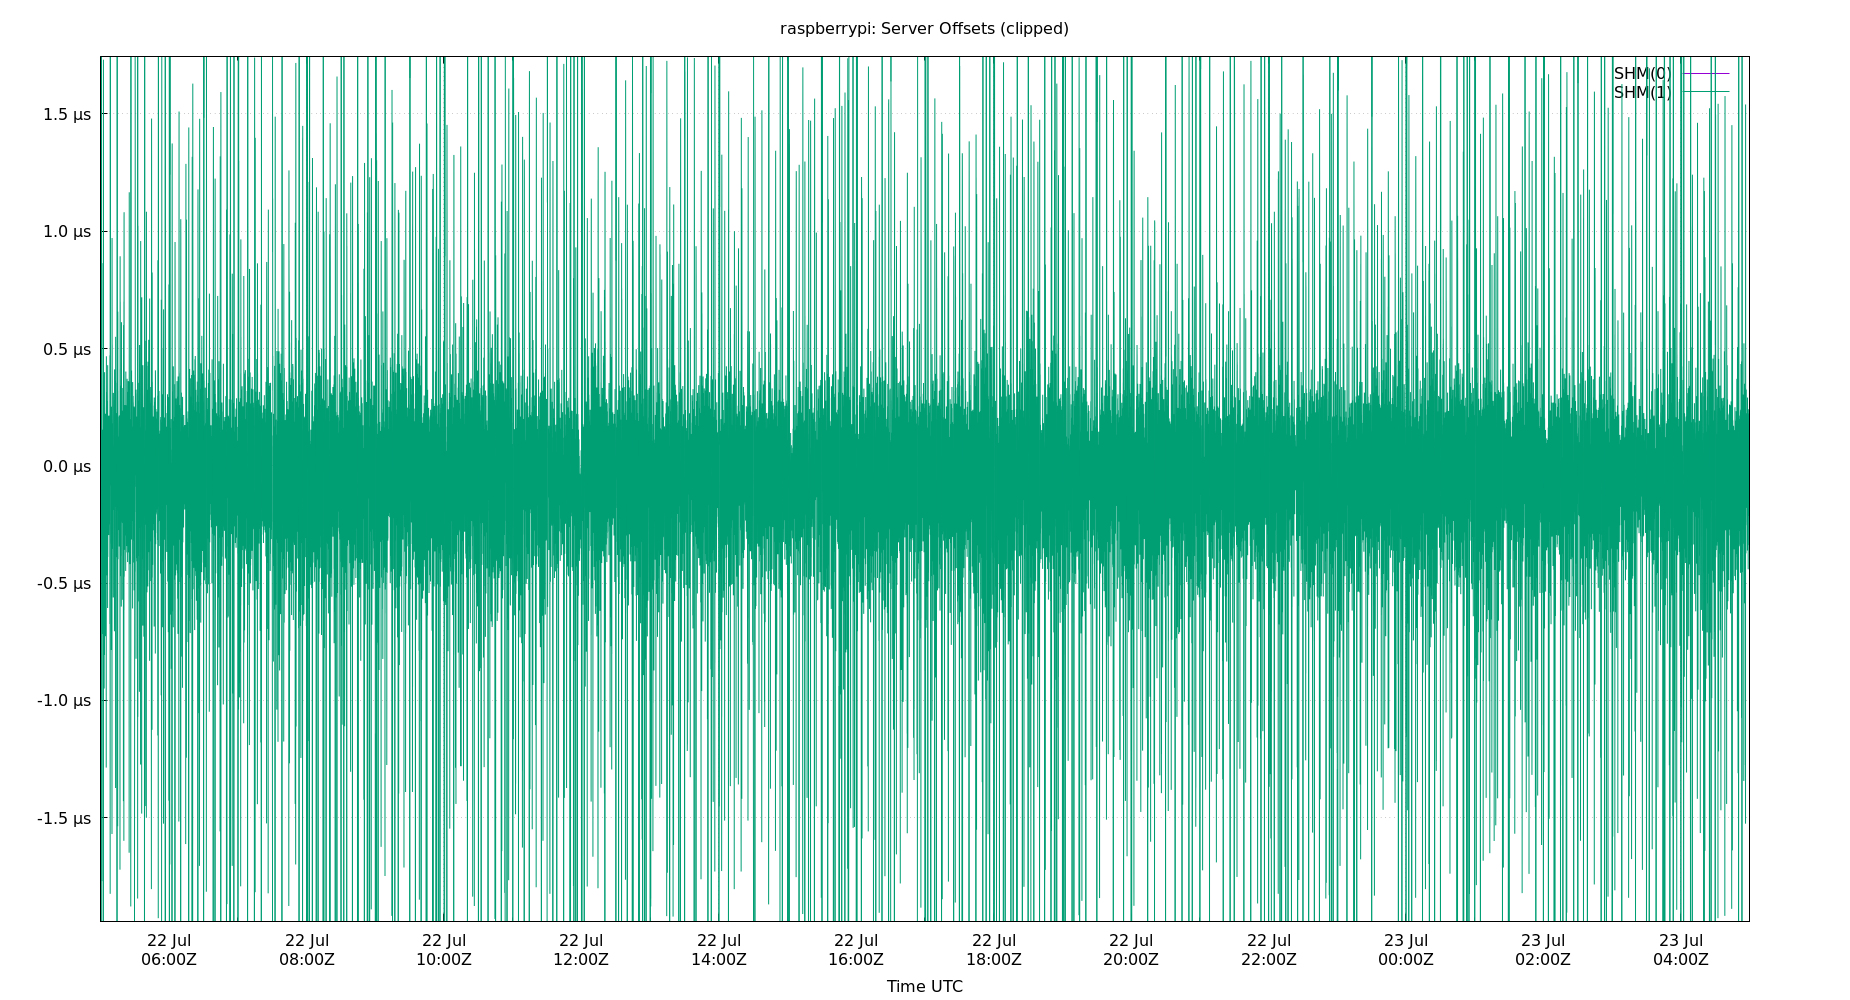 raspberrypi: Server Offsets (clipped)
SHM(0)
SHM(1)
1.5 µs
1.0 µs
0.5 µs
0.0 µs
-0.5 µs
-1.0 µs
-1.5 µs
22 Jul 22 Jul 22 Jul 22 Jul 22 Jul 22 Jul 22 Jul 22 Jul 22 Jul 23 Jul 23 Jul 23 Jul
06:00Z 08:00Z 10:00Z 12:00Z 14:00Z 16:00Z 18:00Z 20:00Z 22:00Z 00:00Z 02:00Z 04:00Z
Time UTC